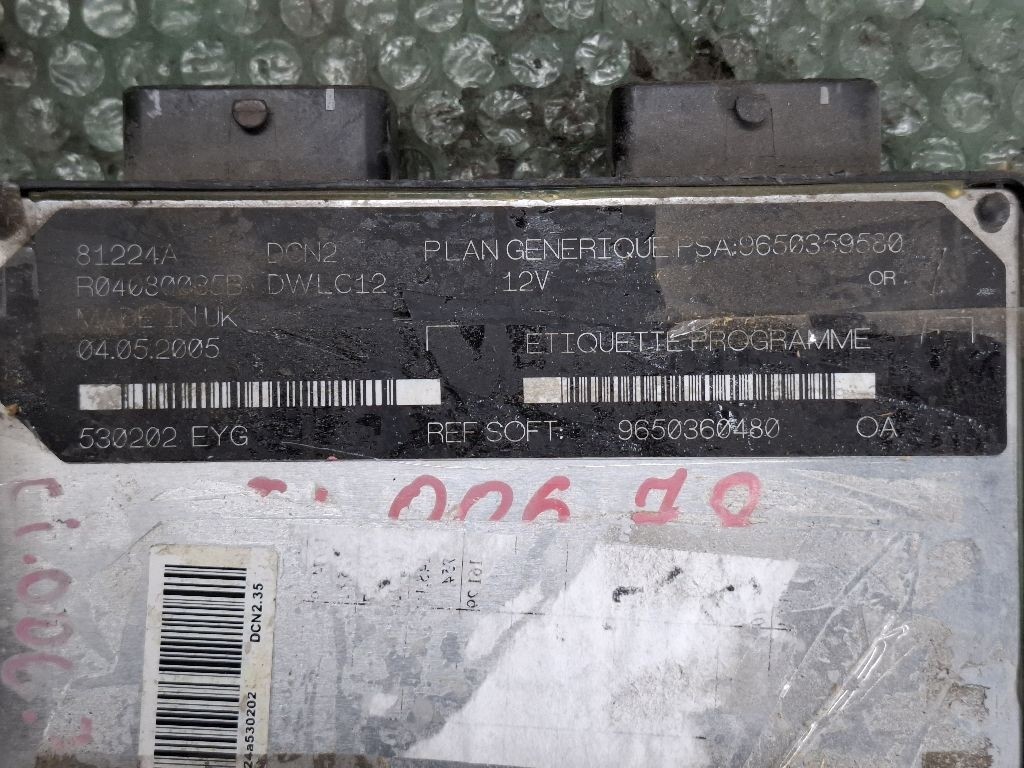 81224A DCN2 PLAN GENERIQUE PSA:9650359580
DWLC12 12V OR
MADE IN UK
04.05.2005 ETIQUETTE PROGRAMME
530202 EYG REF SOFT: 9650360480 OA
DCN2.35
24a530202